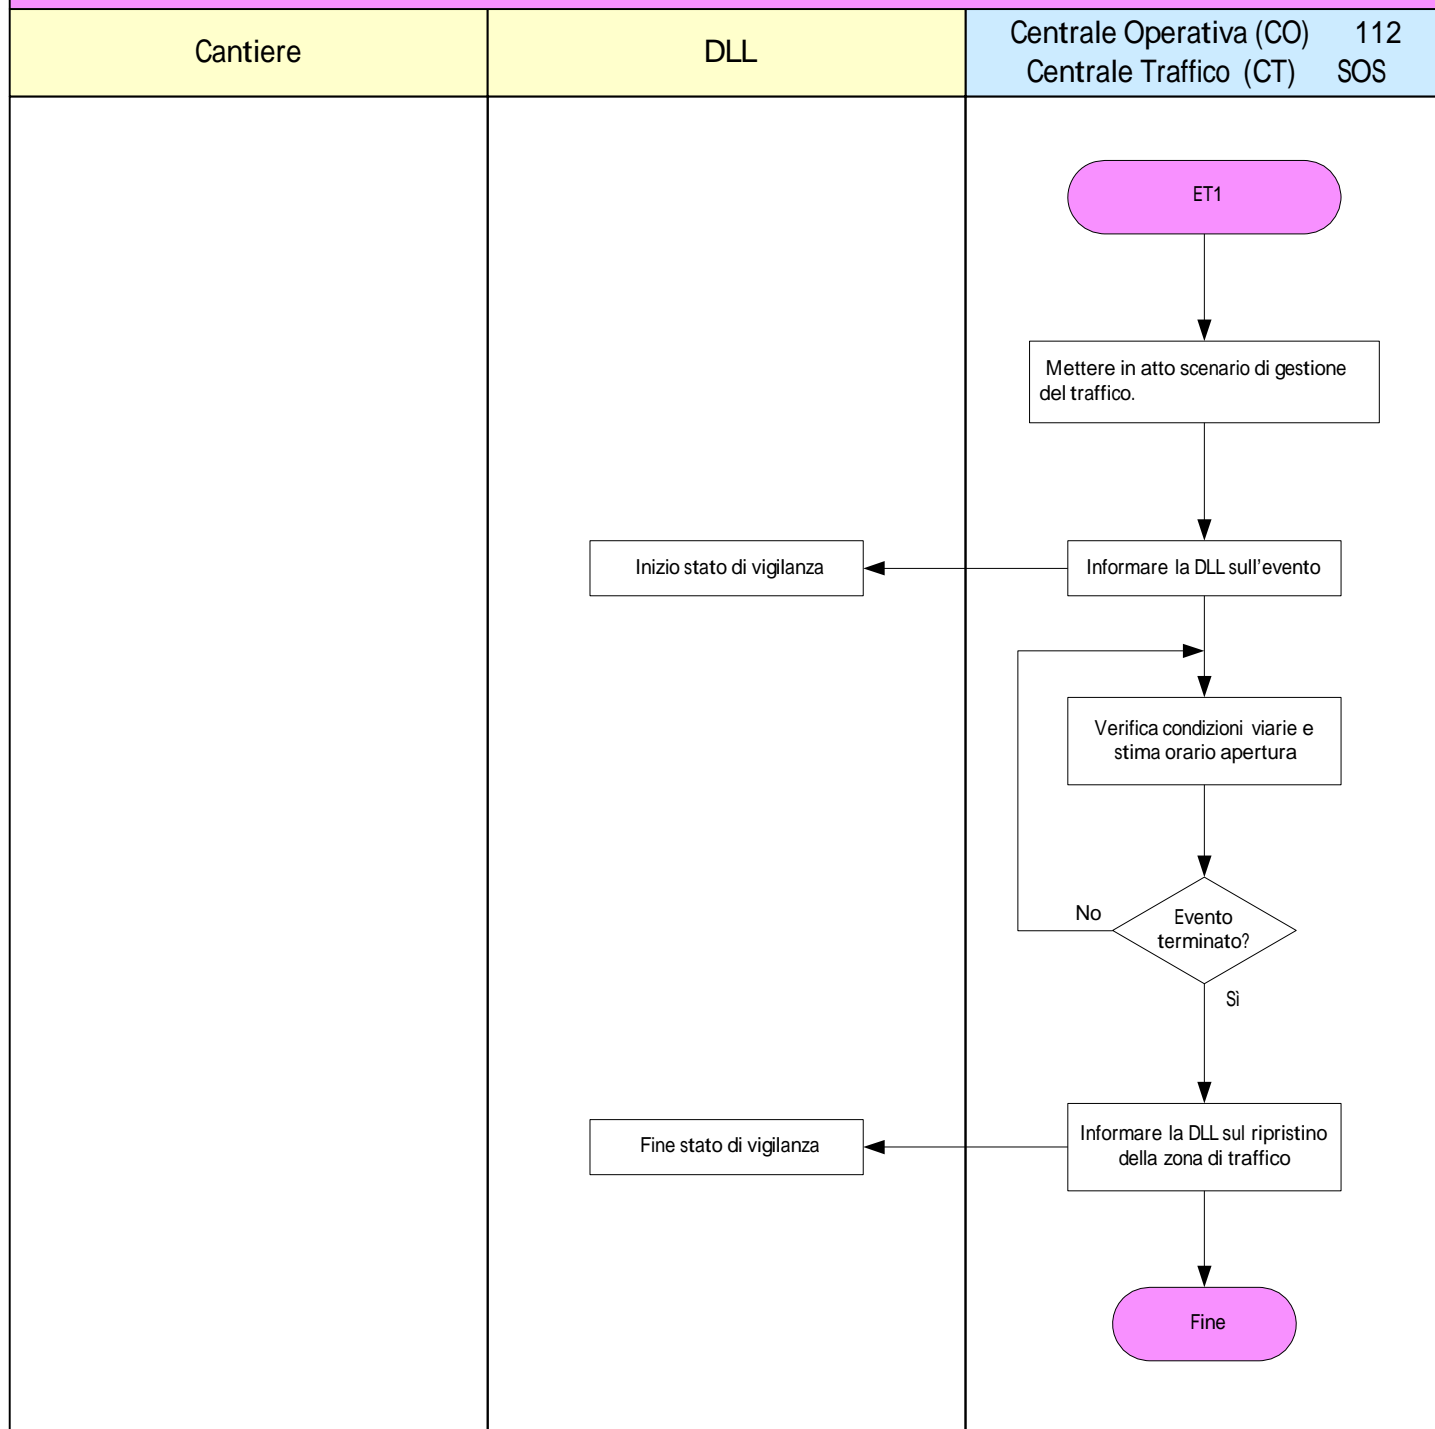 Cantiere
DLL
Centrale Operativa (CO) 112
Centrale Traffico (CT) SOS
ET1
Mettere in atto scenario di gestione
del traffico.
Inizio stato di vigilanza
Informare la DLL sull'evento
Verifica condizioni viarie e
stima orario apertura
No
Evento
terminato?
Sì
Fine stato di vigilanza
Informare la DLL sul ripristino
della zona di traffico
Fine